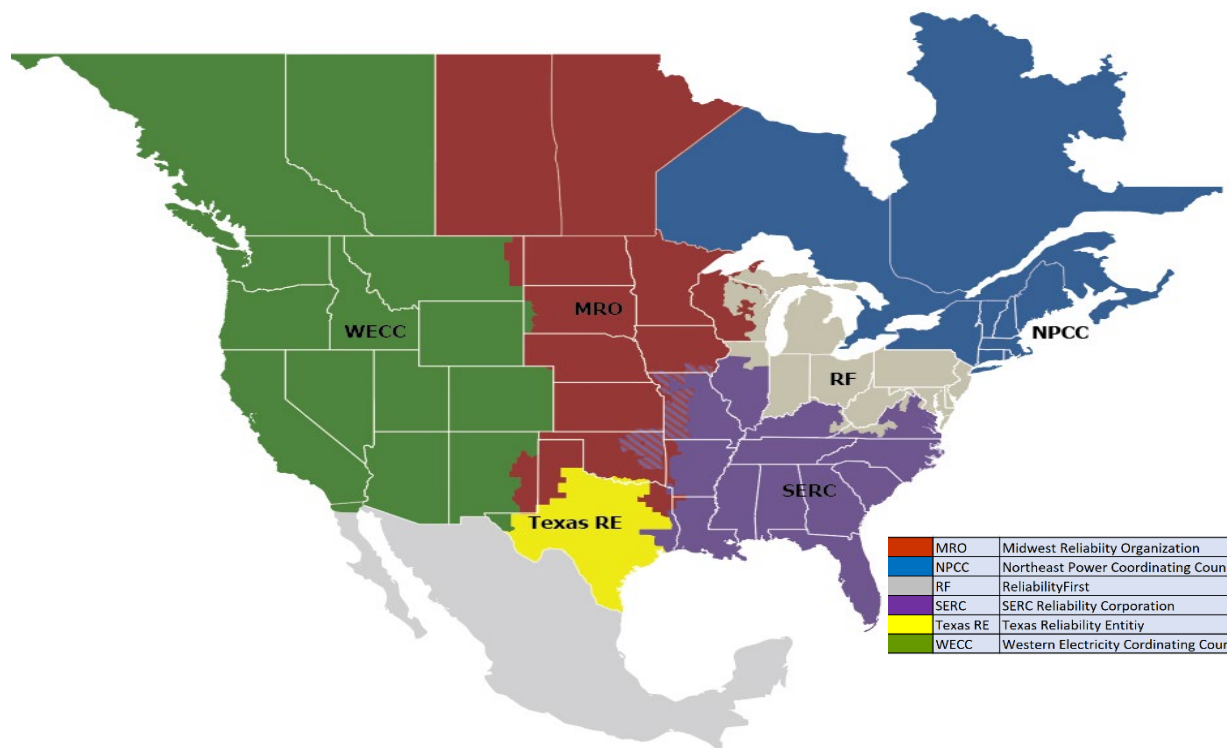 MRO
WECC
NPCC
RF
SERC
Texas RE
MRO Midwest Reliabiity Organization
NPCC Northeast Power Coordinating Coun
RF ReliabilityFirst
SERC SERC Reliability Corporation
Texas RE Texas Reliability Entitiy
WECC Western Electricity Cordinating Coun